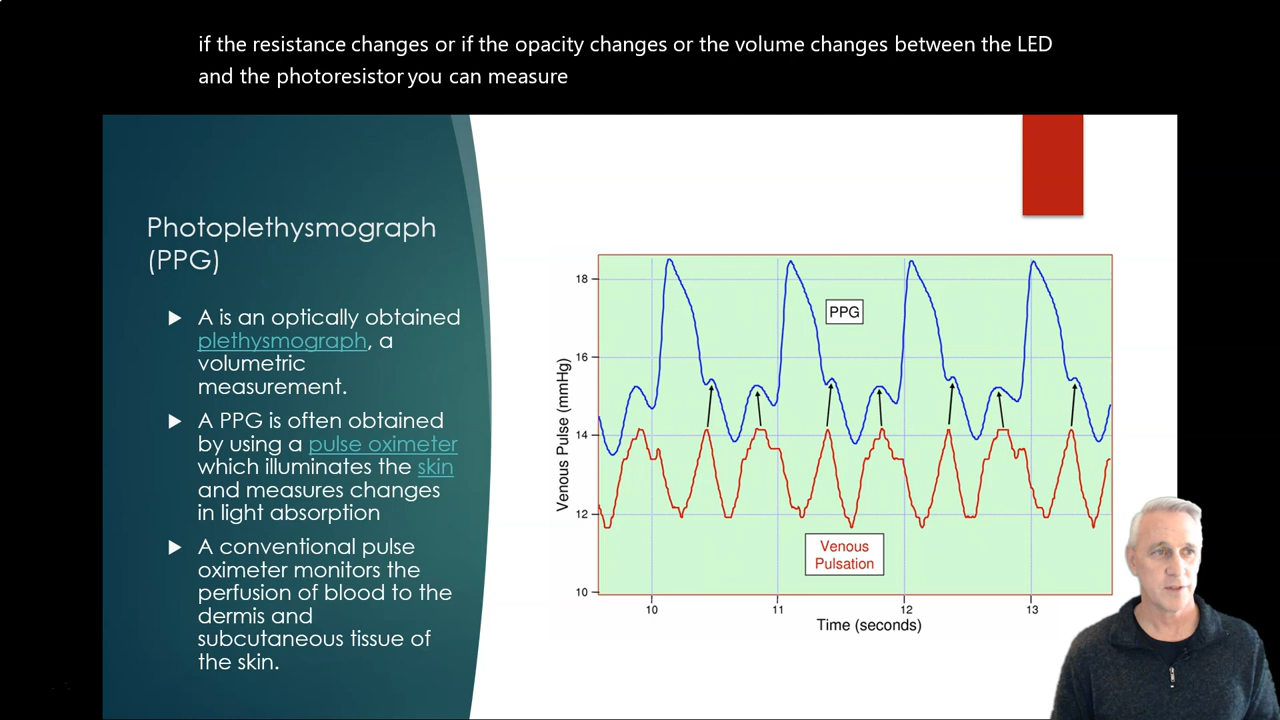 if the resistance changes or if the opacity changes or the volume changes between the LED
and the photoresistor you can measure
Photoplethysmograph
(PPG)
A is an optically obtained
plethysmograph, a
volumetric
measurement.
A PPG is often obtained
by using a pulse oximeter
which illuminates the skin
and measures changes
in light absorption
A conventional pulse
oximeter monitors the
perfusion of blood to the
dermis and
subcutaneous tissue of
the skin.
Venous Pulse (mmHg)
18
16
14
12
10
PPG
Venous
Pulsation
10 11 12 13
Time (seconds)